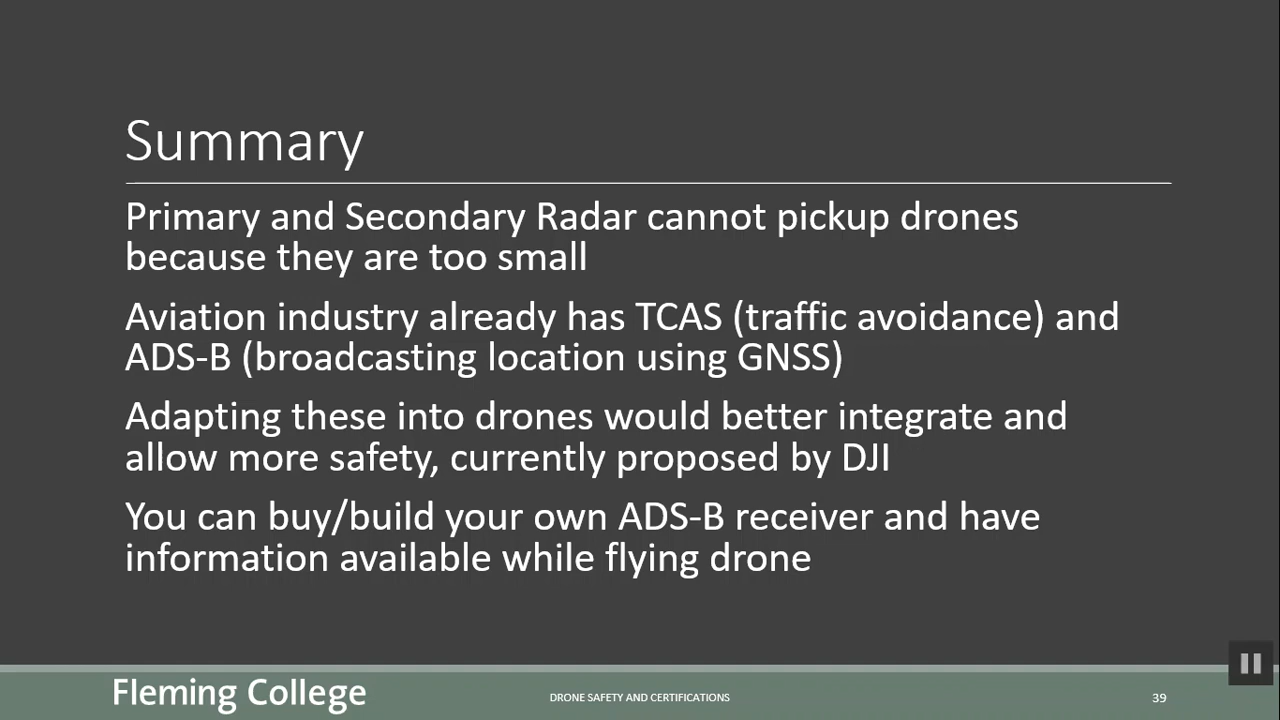 Summary
Primary and Secondary Radar cannot pickup drones
because they are too small
Aviation industry already has TCAS (traffic avoidance) and
ADS-B (broadcasting location using GNSS)
Adapting these into drones would better integrate and
allow more safety, currently proposed by DJI
You can buy/build your own ADS-B receiver and have
information available while flying drone
Fleming College
DRONE SAFETY AND CERTIFICATIONS
39